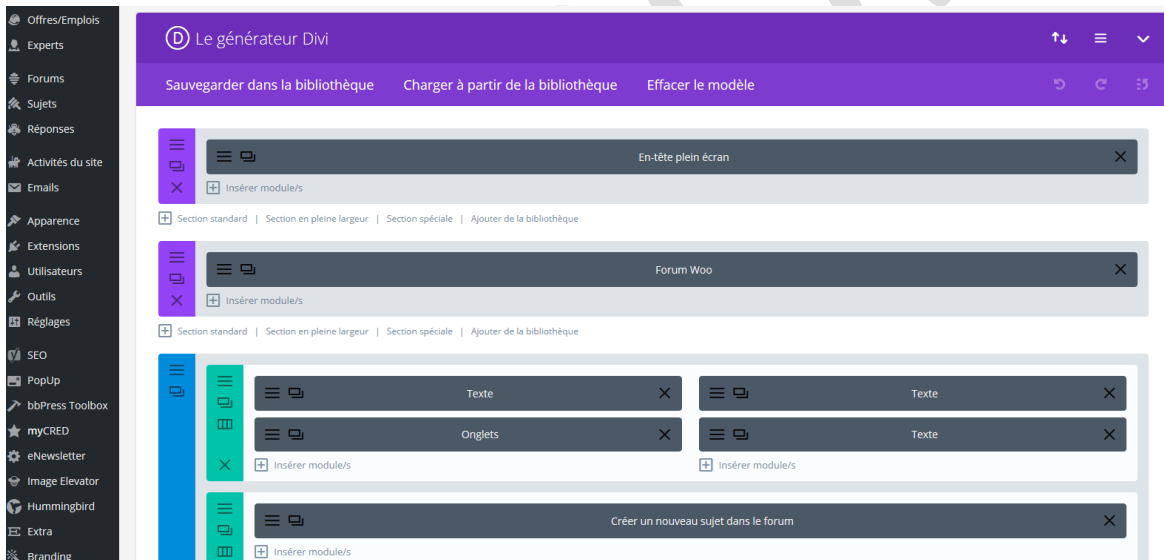 Offres/Emplois
Experts
Forums
Sujets
Réponses
Activités du site
Emails
Apparence
Extensions
Utilisateurs
Outils
Réglages
SEO
PopUp
bbPress Toolbox
myCRED
eNewsletter
Image Elevator
Hummingbird
Extra
Branding
D Le générateur Divi
Sauvegarder dans la bibliothèque Charger à partir de la bibliothèque Effacer le modèle
En-tête plein écran
Insérer module/s
Section standard | Section en pleine largeur | Section spéciale | Ajouter de la bibliothèque
Forum Woo
Insérer module/s
Section standard | Section en pleine largeur | Section spéciale | Ajouter de la bibliothèque
Texte Texte
Onglets Texte
Insérer module/s Insérer module/s
Créer un nouveau sujet dans le forum
Insérer module/s